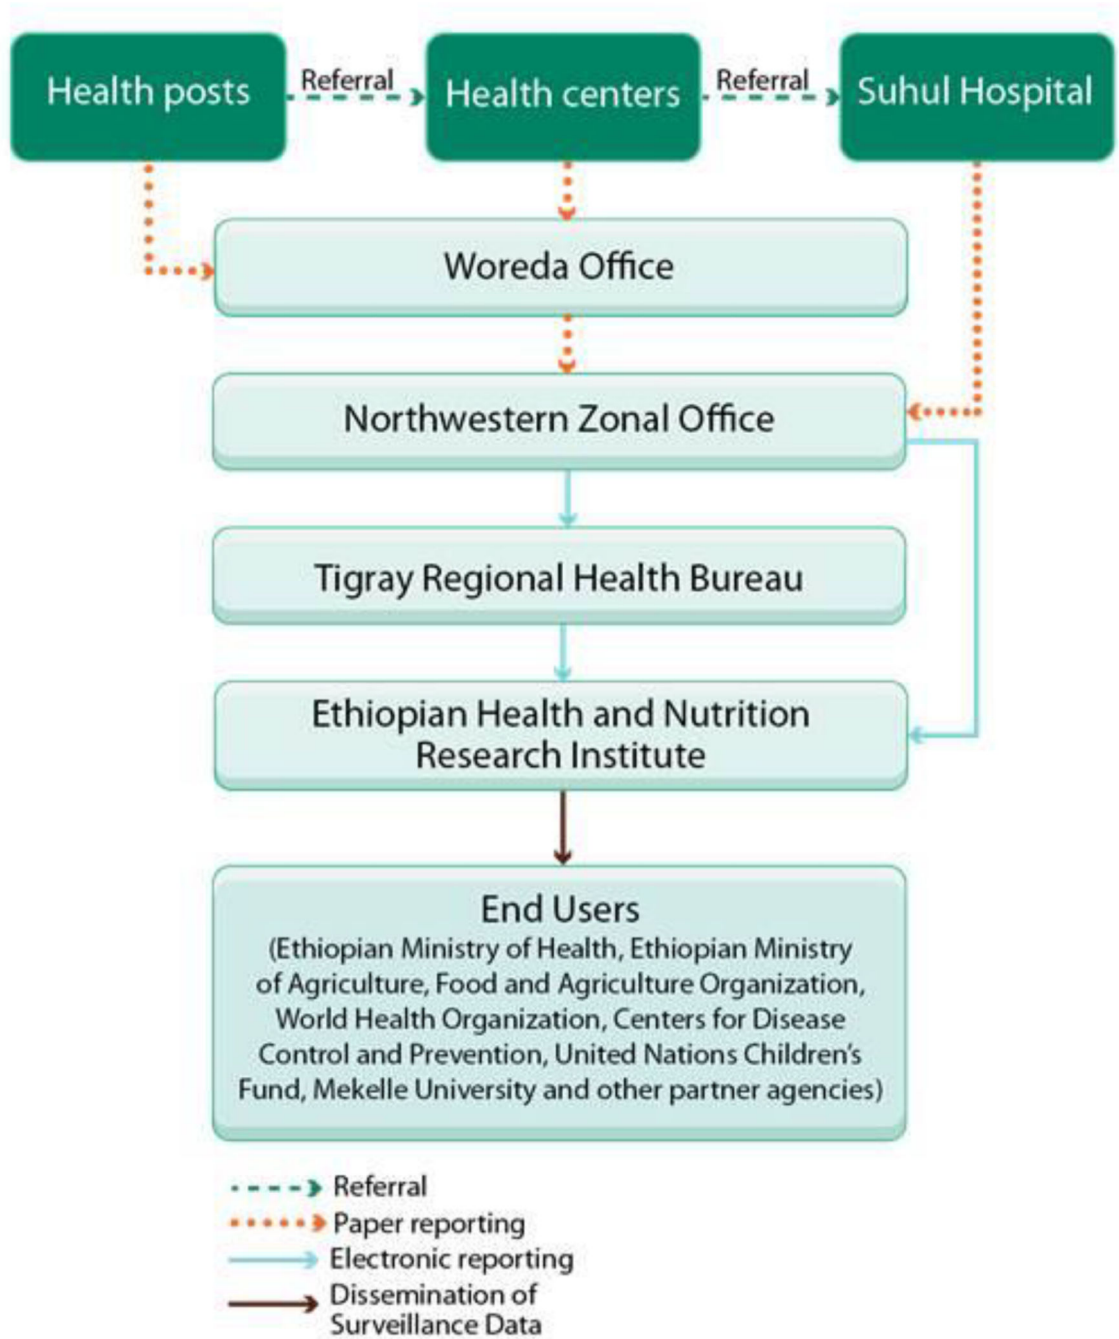 Health posts
Referral
Health centers
Referral
Suhul Hospital
Woreda Office
Northwestern Zonal Office
Tigray Regional Health Bureau
Ethiopian Health and Nutrition
Research Institute
End Users
(Ethiopian Ministry of Health, Ethiopian Ministry
of Agriculture, Food and Agriculture Organization,
World Health Organization, Centers for Disease
Control and Prevention, United Nations Children’s
Fund, Mekelle University and other partner agencies)
Referral
Paper reporting
Electronic reporting
Dissemination of
Surveillance Data